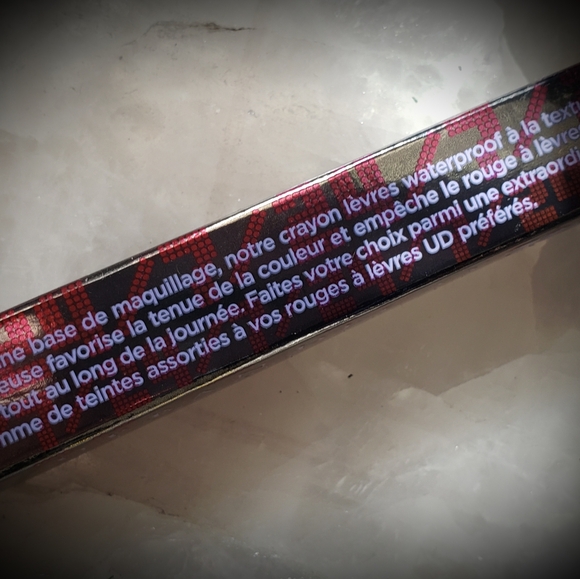 ne base de maquillage, notre crayon lèvres waterproof à la text
euse favorise la tenue de la couleur et empêche le rouge à lèvres
tout au long de la journée. Faites votre choix parmi une extraordi
mme de teintes assorties à vos rouges à lèvres UD préférés.